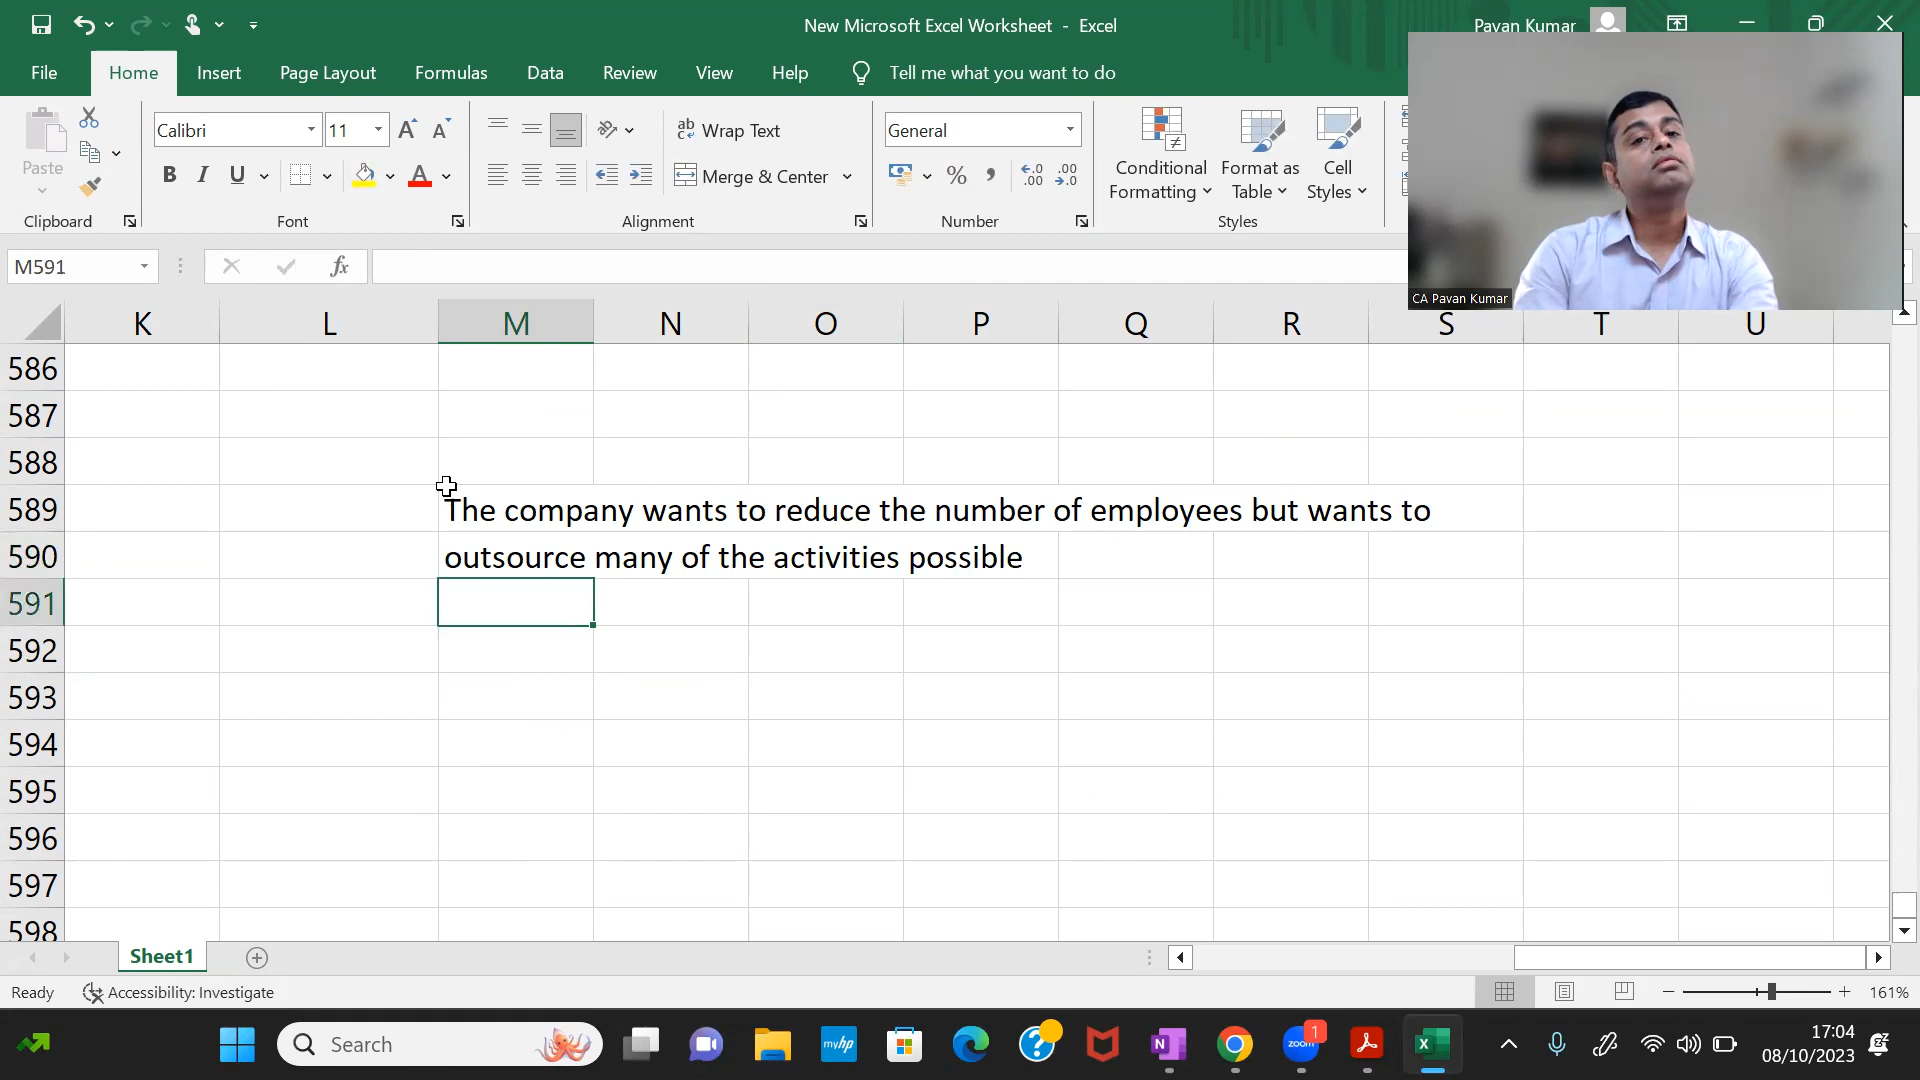 New Microsoft Excel Worksheet - Excel
Pavan Kumar
File Home Insert Page Layout Formulas Data Review View Help Tell me what you want to do
Paste
Calibri 11
Wrap Text
General
Merge & Center
Conditional Formatting
Format as Table
Cell Styles
Clipboard Font Alignment Number Styles
CA Pavan Kumar
M591
fx
K L M N O P Q R S T U
586
587
588
589 The company wants to reduce the number of employees but wants to
590 outsource many of the activities possible
591
592
593
594
595
596
597
598
Sheet1
Ready Accessibility: Investigate 161%
Search
myhp
zoom 1
17:04
08/10/2023